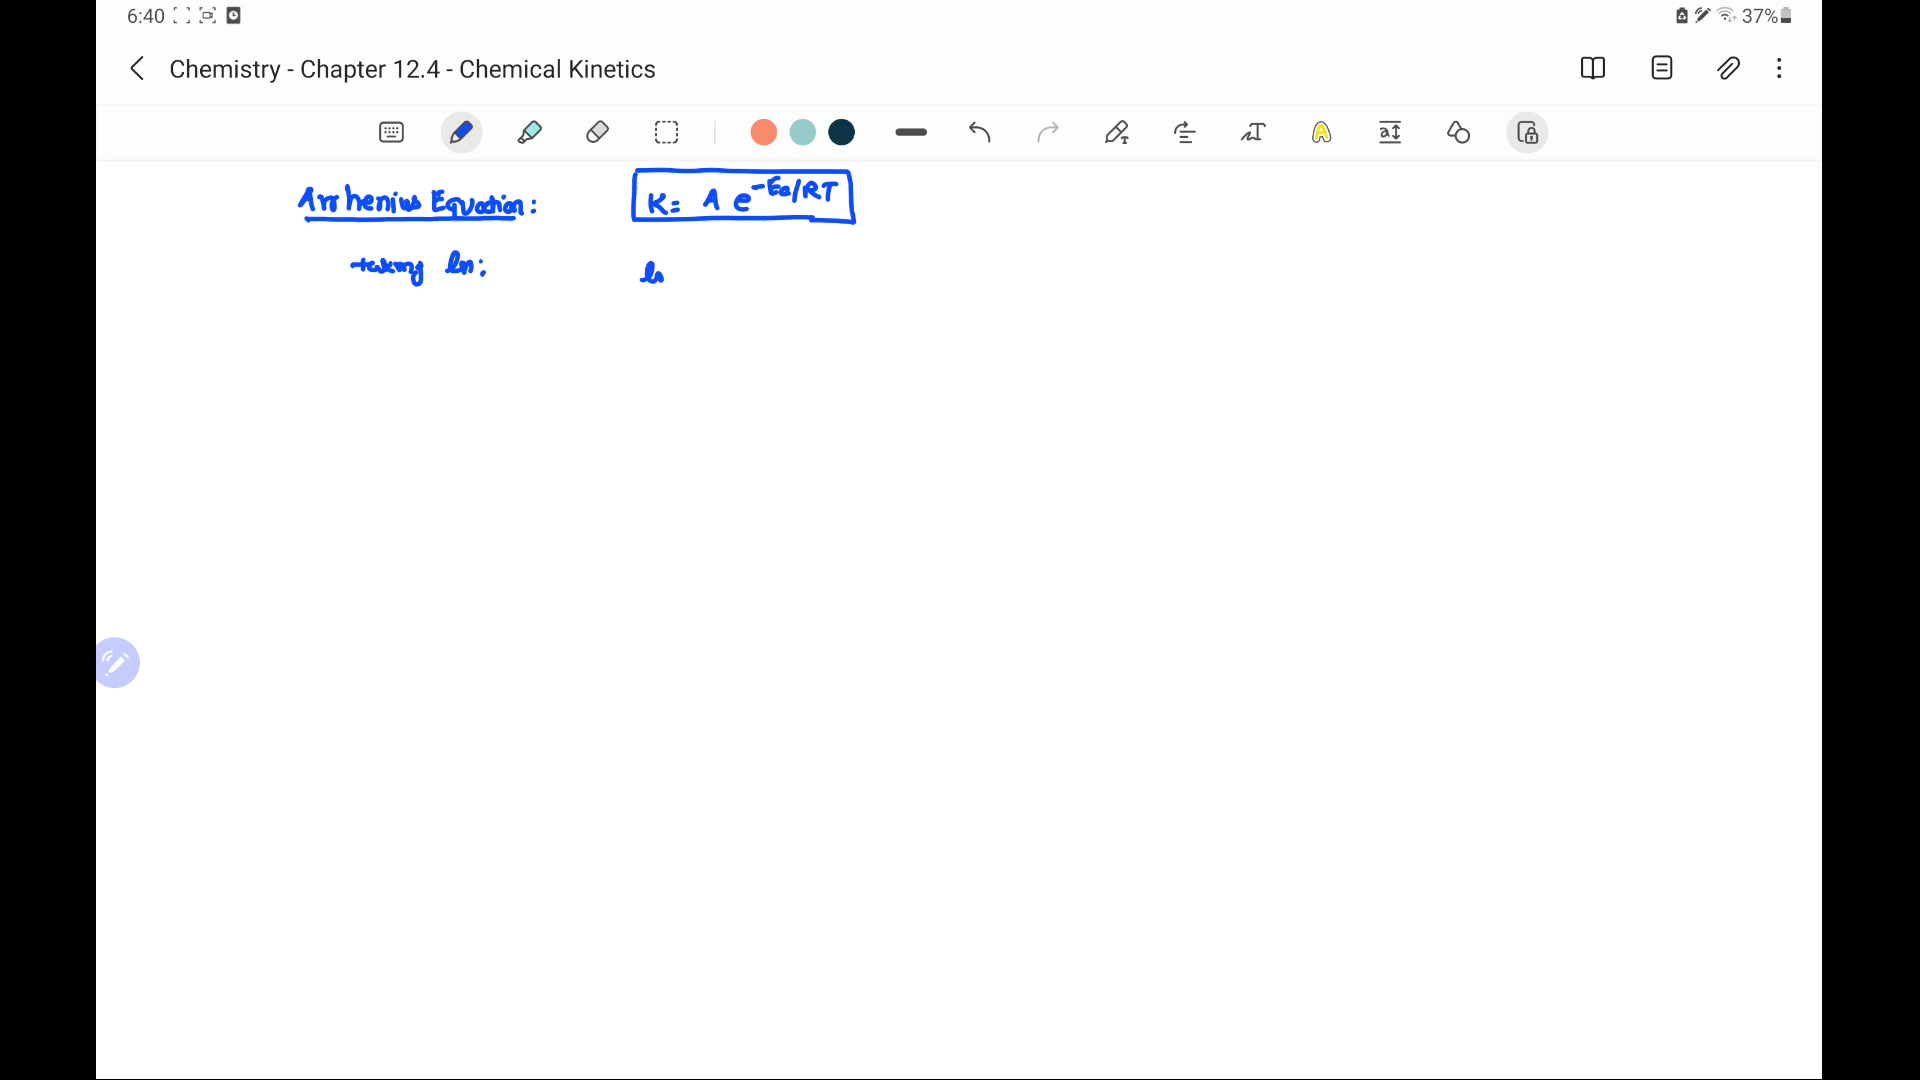 6:40 37%
Chemistry - Chapter 12.4 - Chemical Kinetics
Arrhenius Equation: K= A e^-Ea/RT
taking ln: ln